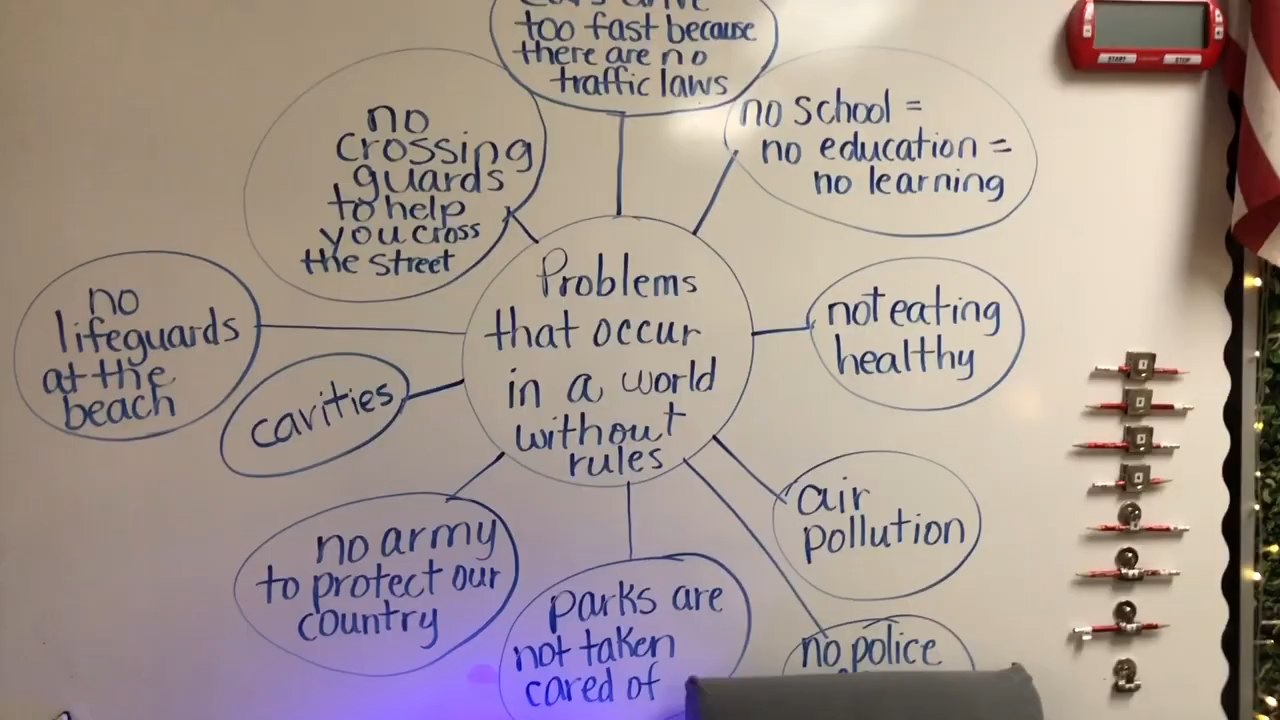 too fast because
there are no
traffic laws
no
crossing
guards
to help
you cross
the street
no school =
no education =
no learning
Problems
that occur
in a world
without
rules
no
lifeguards
at the
beach
cavities
not eating
healthy
air
pollution
no army
to protect our
country
parks are
not taken
cared of
no police
START
STOP